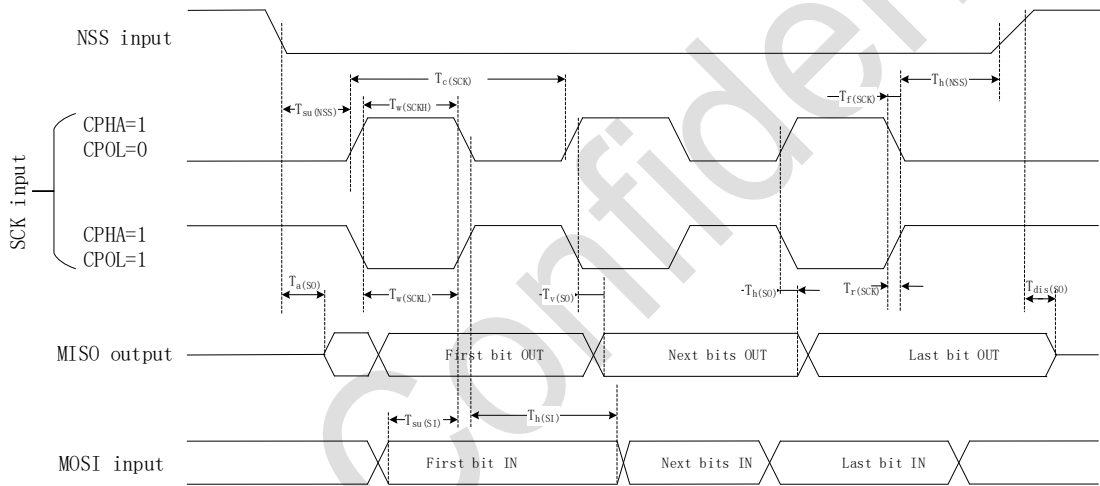 NSS input
Tc(SCK)
Th(NSS)
Tsu(NSS)
Tw(SCKH)
Tf(SCK)
CPHA=1
CPOL=0
SCK input
CPHA=1
CPOL=1
Ta(SO)
Tw(SCKL)
Tv(SO)
Th(SO)
Tr(SCK)
Tdis(SO)
MISO output
First bit OUT
Next bits OUT
Last bit OUT
Tsu(SI)
Th(SI)
MOSI input
First bit IN
Next bits IN
Last bit IN